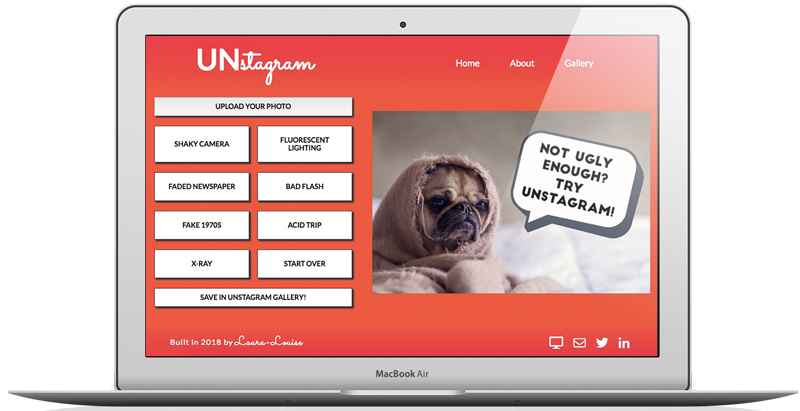 UNstagram
Home About Gallery
UPLOAD YOUR PHOTO
SHAKY CAMERA
FLUORESCENT
LIGHTING
FADED NEWSPAPER
BAD FLASH
FAKE 1970S
ACID TRIP
X-RAY
START OVER
SAVE IN UNSTAGRAM GALLERY!
NOT UGLY
ENOUGH?
TRY
UNSTAGRAM!
Built in 2018 by Laura-Louise
MacBook Air